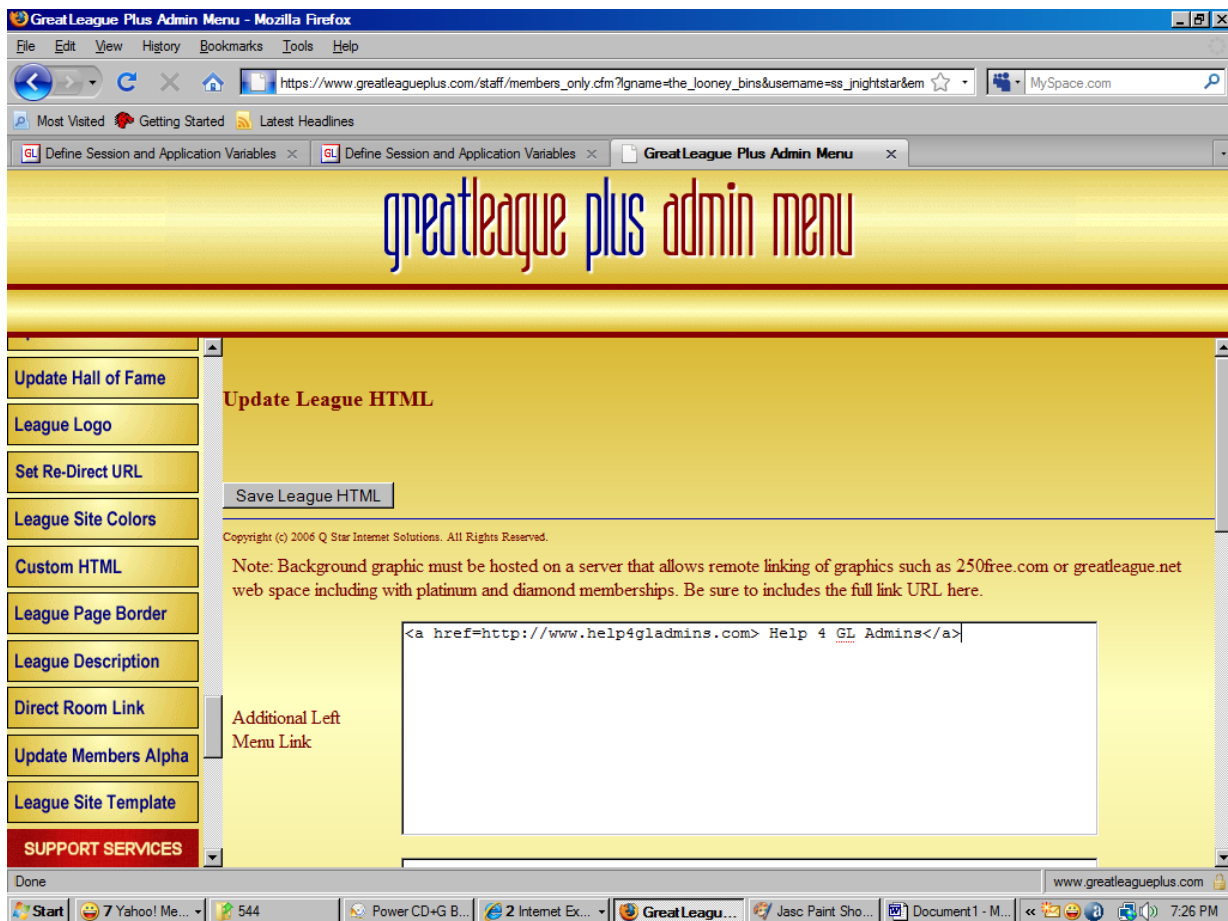 GreatLeague Plus Admin Menu - Mozilla Firefox
File Edit View History Bookmarks Tools Help
https://www.greatleagueplus.com/staff/members_only.cfm?lgname=the_looney_bins&username=ss_jnightstar&em
MySpace.com
Most Visited Getting Started Latest Headlines
GL Define Session and Application Variables GL Define Session and Application Variables GreatLeague Plus Admin Menu
greatleague plus admin menu
Update Hall of Fame
League Logo
Set Re-Direct URL
League Site Colors
Custom HTML
League Page Border
League Description
Direct Room Link
Update Members Alpha
League Site Template
SUPPORT SERVICES
Update League HTML
Save League HTML
Copyright (c) 2006 Q Star Internet Solutions. All Rights Reserved.
Note: Background graphic must be hosted on a server that allows remote linking of graphics such as 250free.com or greatleague.net
web space including with platinum and diamond memberships. Be sure to includes the full link URL here.
Additional Left
Menu Link
<a href=http://www.help4gladmins.com> Help 4 GL Admins</a>
Done
www.greatleagueplus.com
Start 7 Yahoo! Me... 544 Power CD+G B... 2 Internet Ex... GreatLeagu... Jasc Paint Sho... Document1 - M... « 7:26 PM